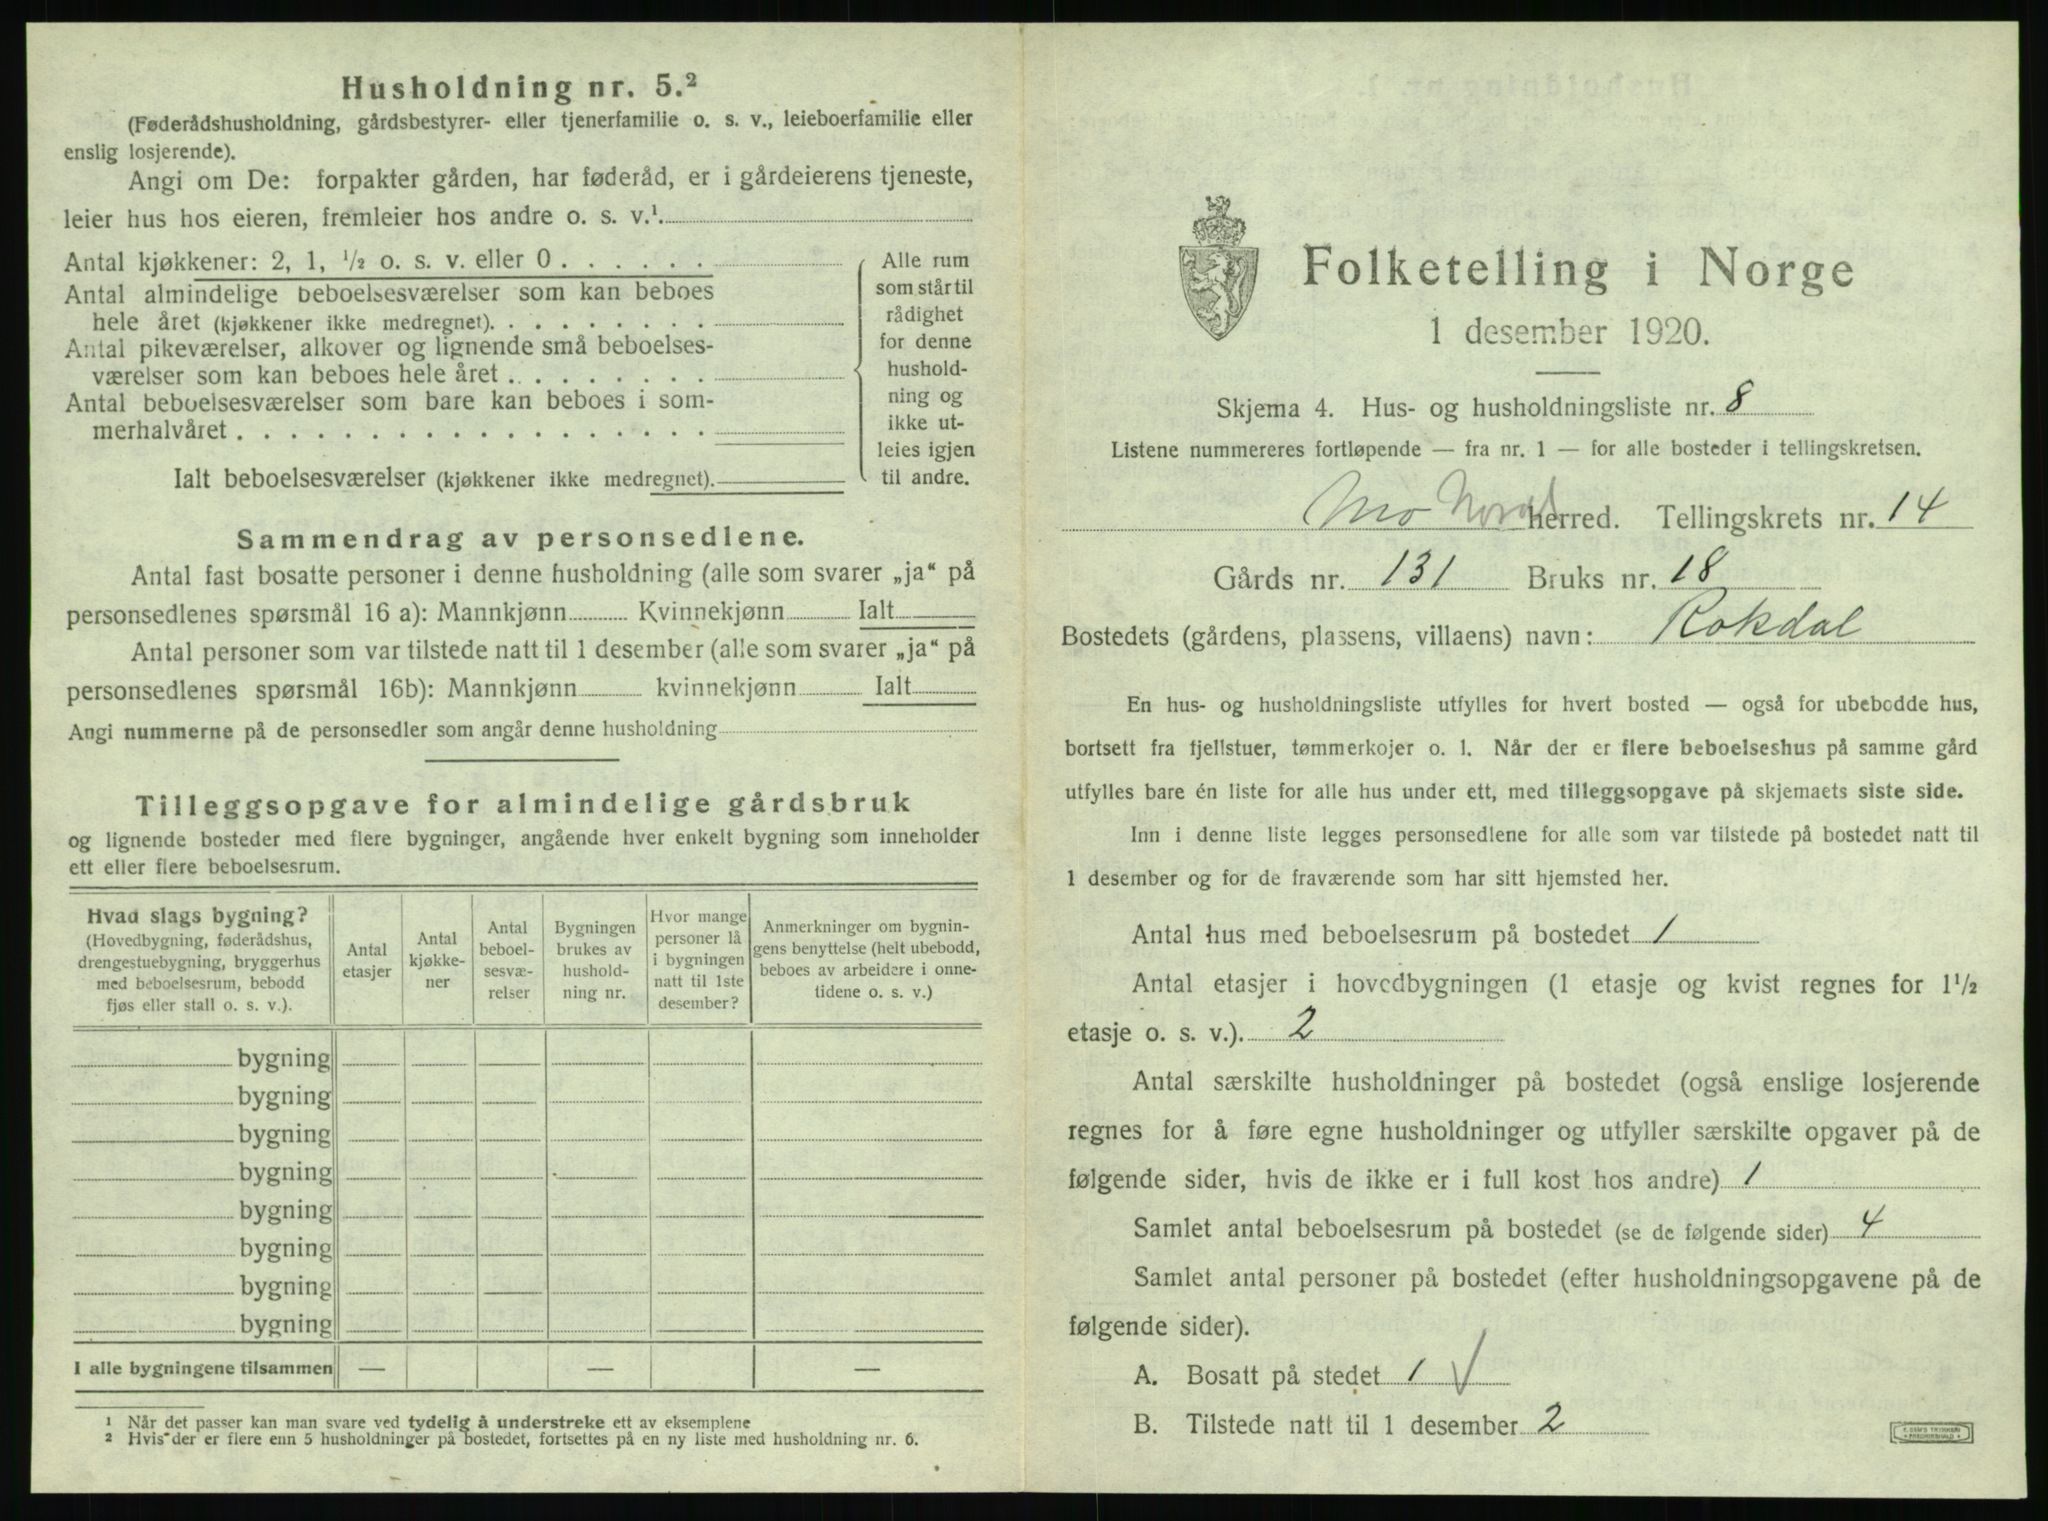 Husholdning nr. 5.²
(Føderådshusholdning, gårdsbestyrer- eller tjenerfamilie o. s. v., leieboerfamilie eller
enslig losjerende).
Angi om De: forpakter gården, har føderåd, er i gårdeierens tjeneste,
leier hus hos eieren, fremleier hos andre o. s. v.¹
Antal kjøkkener: 2, 1, ½ o. s. v. eller 0 . . . . . .
Antal almindelige beboelsesværelser som kan beboes
hele året (kjøkkener ikke medregnet). . . . . . . . .
Antal pikeværelser, alkover og lignende små beboelses-
værelser som kan beboes hele året . . . . . . . .
Antal beboelsesværelser som bare kan beboes i som-
merhalvåret . . . . . . . . . . . . . . . . . .
Ialt beboelsesværelser (kjøkkener ikke medregnet).
Alle rum
som står til
rådighet
for denne
hushold-
ning og
ikke ut-
leies igjen
til andre.
Sammendrag av personsedlene.
Antal fast bosatte personer i denne husholdning (alle som svarer „ja“ på
personsedlenes spørsmål 16 a): Mannkjønn Kvinnekjønn Ialt
Antal personer som var tilstede natt til 1 desember (alle som svarer „ja“ på
personsedlenes spørsmål 16b): Mannkjønn kvinnekjønn Ialt
Angi nummerne på de personsedler som angår denne husholdning
Tilleggsopgave for almindelige gårdsbruk
og lignende bosteder med flere bygninger, angående hver enkelt bygning som inneholder
ett eller flere beboelsesrum.
Hvad slags bygning?
(Hovedbygning, føderådshus,
drengestuebygning, bryggerhus
med beboelsesrum, bebodd
fjøs eller stall o. s. v.).
Antal
etasjer
Antal
kjøkke-
ner
Antal
beboel-
sesvæ-
relser
Bygningen
brukes av
hushold-
ning nr.
Hvor mange
personer lå
i bygningen
natt til 1ste
desember?
Anmerkninger om bygnin-
gens benyttelse (helt ubebodd,
beboes av arbeidere i onne-
tidene o. s. v.)
bygning
bygning
bygning
bygning
bygning
bygning
bygning
bygning
I alle bygningene tilsammen — — —
¹ Når det passer kan man svare ved tydelig å understreke ett av eksemplene
² Hvis der er flere enn 5 husholdninger på bostedet, fortsettes på en ny liste med husholdning nr. 6.
Folketelling i Norge
1 desember 1920.
Skjema 4. Hus- og husholdningsliste nr. 8
Listene nummereres fortløpende — fra nr. 1 — for alle bosteder i tellingskretsen.
Mo Nord herred. Tellingskrets nr. 14
Gårds nr. 131 Bruks nr. 18
Bostedets (gårdens, plassens, villaens) navn: Rokdal
En hus- og husholdningsliste utfylles for hvert bosted — også for ubebodde hus,
bortsett fra fjellstuer, tømmerkojer o. l. Når der er flere beboelseshus på samme gård
utfylles bare én liste for alle hus under ett, med tilleggsopgave på skjemaets siste side.
Inn i denne liste legges personsedlene for alle som var tilstede på bostedet natt til
1 desember og for de fraværende som har sitt hjemsted her.
Antal hus med beboelsesrum på bostedet 1
Antal etasjer i hovedbygningen (1 etasje og kvist regnes for 1½
etasje o. s. v.). 2
Antal særskilte husholdninger på bostedet (også enslige losjerende
regnes for å føre egne husholdninger og utfyller særskilte opgaver på de
følgende sider, hvis de ikke er i full kost hos andre) 1
Samlet antal beboelsesrum på bostedet (se de følgende sider) 4
Samlet antal personer på bostedet (efter husholdningsopgavene på de
følgende sider).
A. Bosatt på stedet 1 √
B. Tilstede natt til 1 desember 2